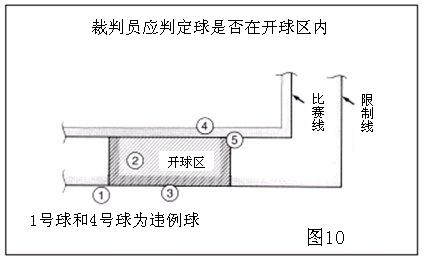 裁判员应判定球是否在开球区内
比赛线
限制线
④
⑤
② 开球区
①
③
1号球和4号球为违例球
图10